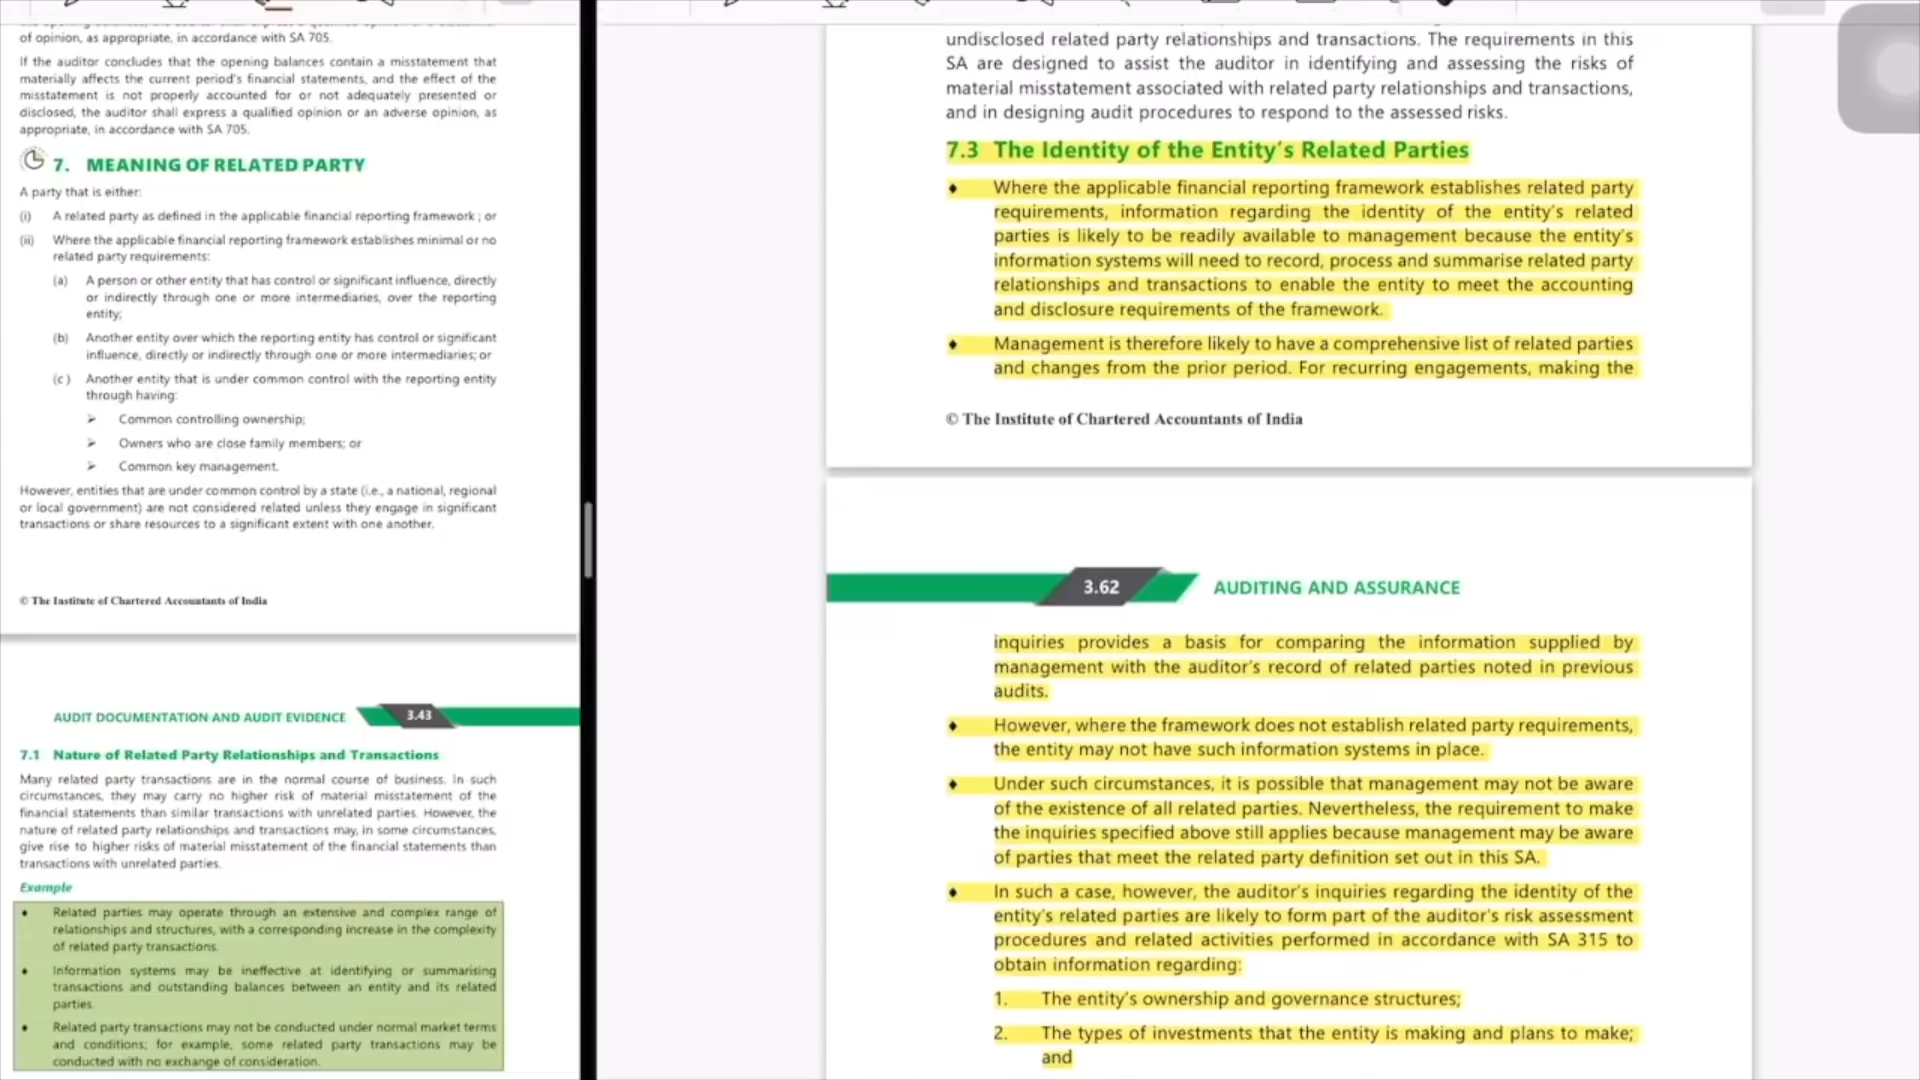 of opinion, as appropriate, in accordance with SA 705.
If the auditor concludes that the opening balances contain a misstatement that
materially affects the current period's financial statements, and the effect of the
misstatement is not properly accounted for or not adequately presented or
disclosed, the auditor shall express a qualified opinion or an adverse opinion, as
appropriate, in accordance with SA 705.
7. MEANING OF RELATED PARTY
A party that is either:
(i) A related party as defined in the applicable financial reporting framework ; or
(ii) Where the applicable financial reporting framework establishes minimal or no
related party requirements:
(a) A person or other entity that has control or significant influence, directly
or indirectly through one or more intermediaries, over the reporting
entity;
(b) Another entity over which the reporting entity has control or significant
influence, directly or indirectly through one or more intermediaries; or
(c) Another entity that is under common control with the reporting entity
through having:
➢ Common controlling ownership;
➢ Owners who are close family members; or
➢ Common key management.
However, entities that are under common control by a state (i.e., a national, regional
or local government) are not considered related unless they engage in significant
transactions or share resources to a significant extent with one another.
© The Institute of Chartered Accountants of India
AUDIT DOCUMENTATION AND AUDIT EVIDENCE 3.43
7.1 Nature of Related Party Relationships and Transactions
Many related party transactions are in the normal course of business. In such
circumstances, they may carry no higher risk of material misstatement of the
financial statements than similar transactions with unrelated parties. However, the
nature of related party relationships and transactions may, in some circumstances,
give rise to higher risks of material misstatement of the financial statements than
transactions with unrelated parties.
Example
• Related parties may operate through an extensive and complex range of
relationships and structures, with a corresponding increase in the complexity
of related party transactions.
• Information systems may be ineffective at identifying or summarising
transactions and outstanding balances between an entity and its related
parties.
• Related party transactions may not be conducted under normal market terms
and conditions; for example, some related party transactions may be
conducted with no exchange of consideration.
undisclosed related party relationships and transactions. The requirements in this
SA are designed to assist the auditor in identifying and assessing the risks of
material misstatement associated with related party relationships and transactions,
and in designing audit procedures to respond to the assessed risks.
7.3 The Identity of the Entity's Related Parties
♦ Where the applicable financial reporting framework establishes related party
requirements, information regarding the identity of the entity's related
parties is likely to be readily available to management because the entity's
information systems will need to record, process and summarise related party
relationships and transactions to enable the entity to meet the accounting
and disclosure requirements of the framework.
♦ Management is therefore likely to have a comprehensive list of related parties
and changes from the prior period. For recurring engagements, making the
© The Institute of Chartered Accountants of India
3.62 AUDITING AND ASSURANCE
inquiries provides a basis for comparing the information supplied by
management with the auditor's record of related parties noted in previous
audits.
♦ However, where the framework does not establish related party requirements,
the entity may not have such information systems in place.
♦ Under such circumstances, it is possible that management may not be aware
of the existence of all related parties. Nevertheless, the requirement to make
the inquiries specified above still applies because management may be aware
of parties that meet the related party definition set out in this SA.
♦ In such a case, however, the auditor's inquiries regarding the identity of the
entity's related parties are likely to form part of the auditor's risk assessment
procedures and related activities performed in accordance with SA 315 to
obtain information regarding:
1. The entity's ownership and governance structures;
2. The types of investments that the entity is making and plans to make;
and